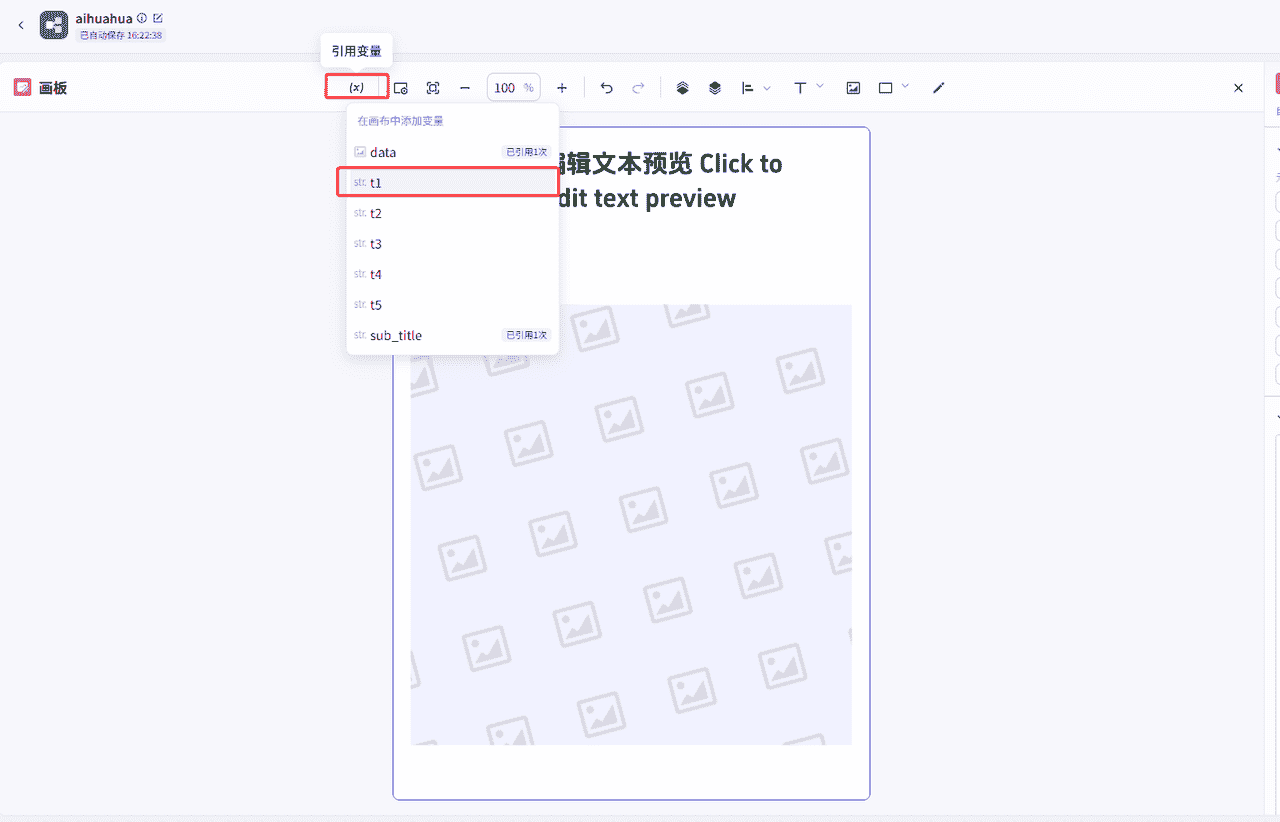 aihuahua
已自动保存 16:22:38
引用变量
画板
(x)
100 %
T
在画布中添加变量
data 已引用1次
str. t1
str. t2
str. t3
str. t4
str. t5
str. sub_title 已引用1次
辑文本预览 Click to
dit text preview